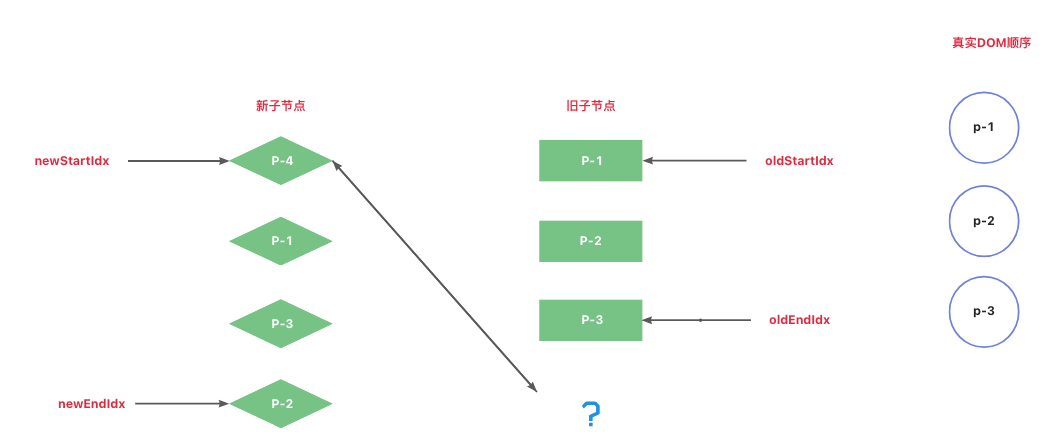 真实DOM顺序
新子节点
旧子节点
p-1
newStartIdx
P-4
P-1
oldStartIdx
p-2
P-1
P-2
p-3
P-3
P-3
oldEndIdx
newEndIdx
P-2
?